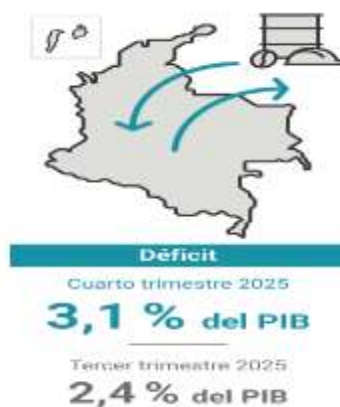 Déficit
Cuarto trimestre 2025
3,1 % del PIB
Tercer trimestre 2025
2,4 % del PIB